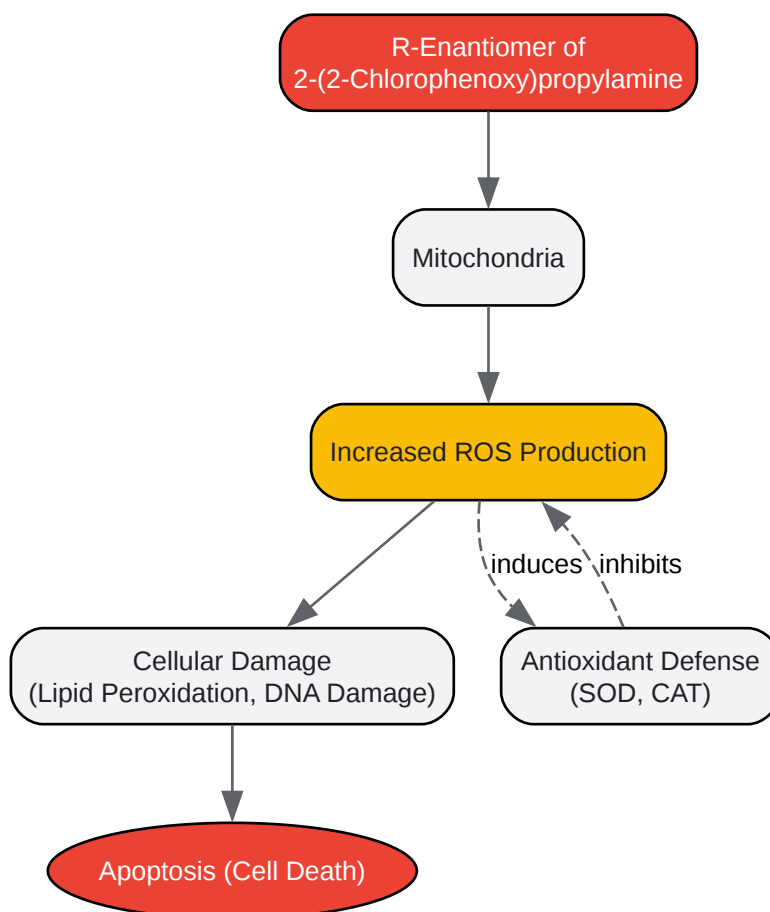 R-Enantiomer of
2-(2-Chlorophenoxy)propylamine
Mitochondria
Increased ROS Production
induces
inhibits
Cellular Damage
(Lipid Peroxidation, DNA Damage)
Antioxidant Defense
(SOD, CAT)
Apoptosis (Cell Death)